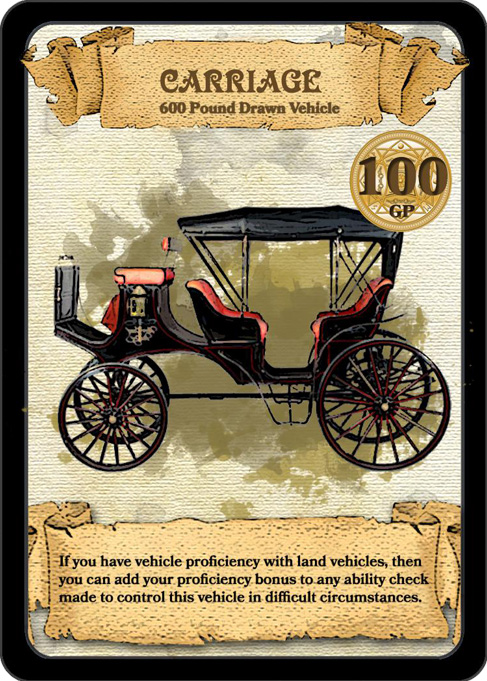 CARRIAGE
600 Pound Drawn Vehicle
100
GP
If you have vehicle proficiency with land vehicles, then
you can add your proficiency bonus to any ability check
made to control this vehicle in difficult circumstances.